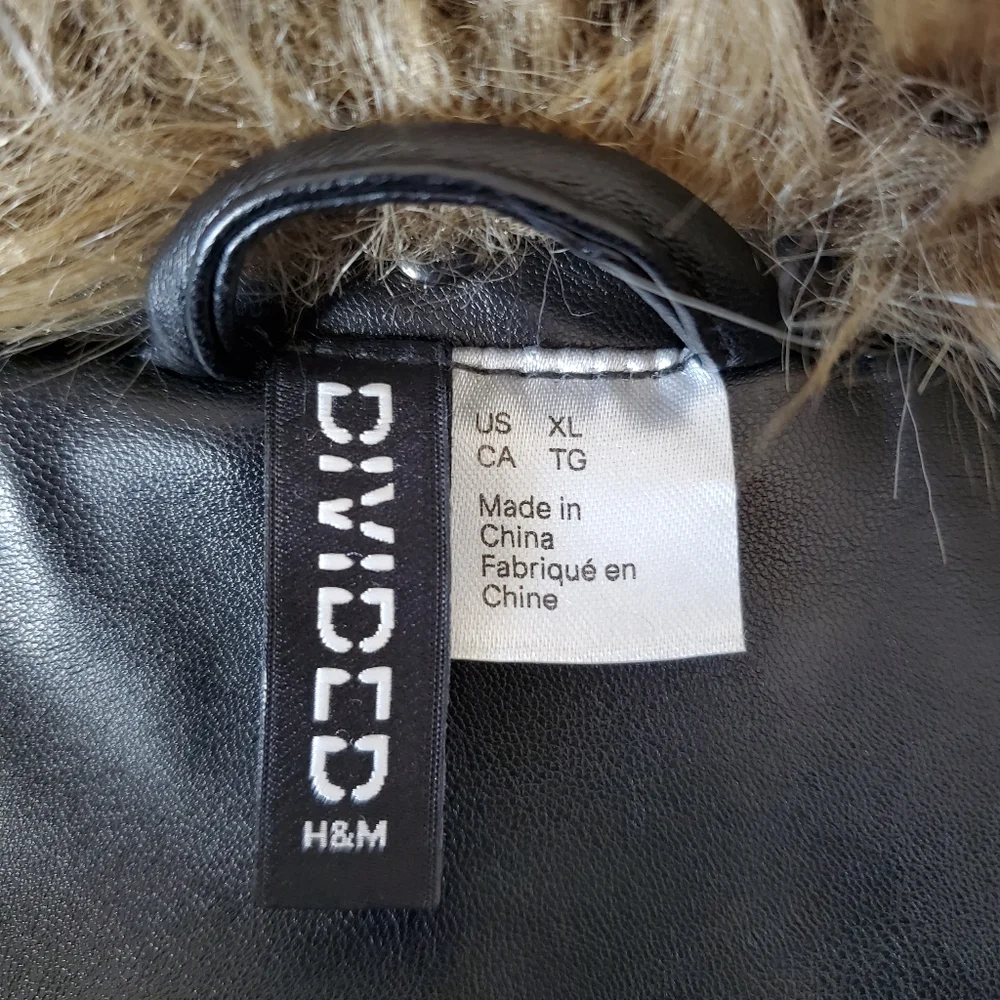 DIVIDED
H&M
US XL
CA TG
Made in
China
Fabriqué en
Chine